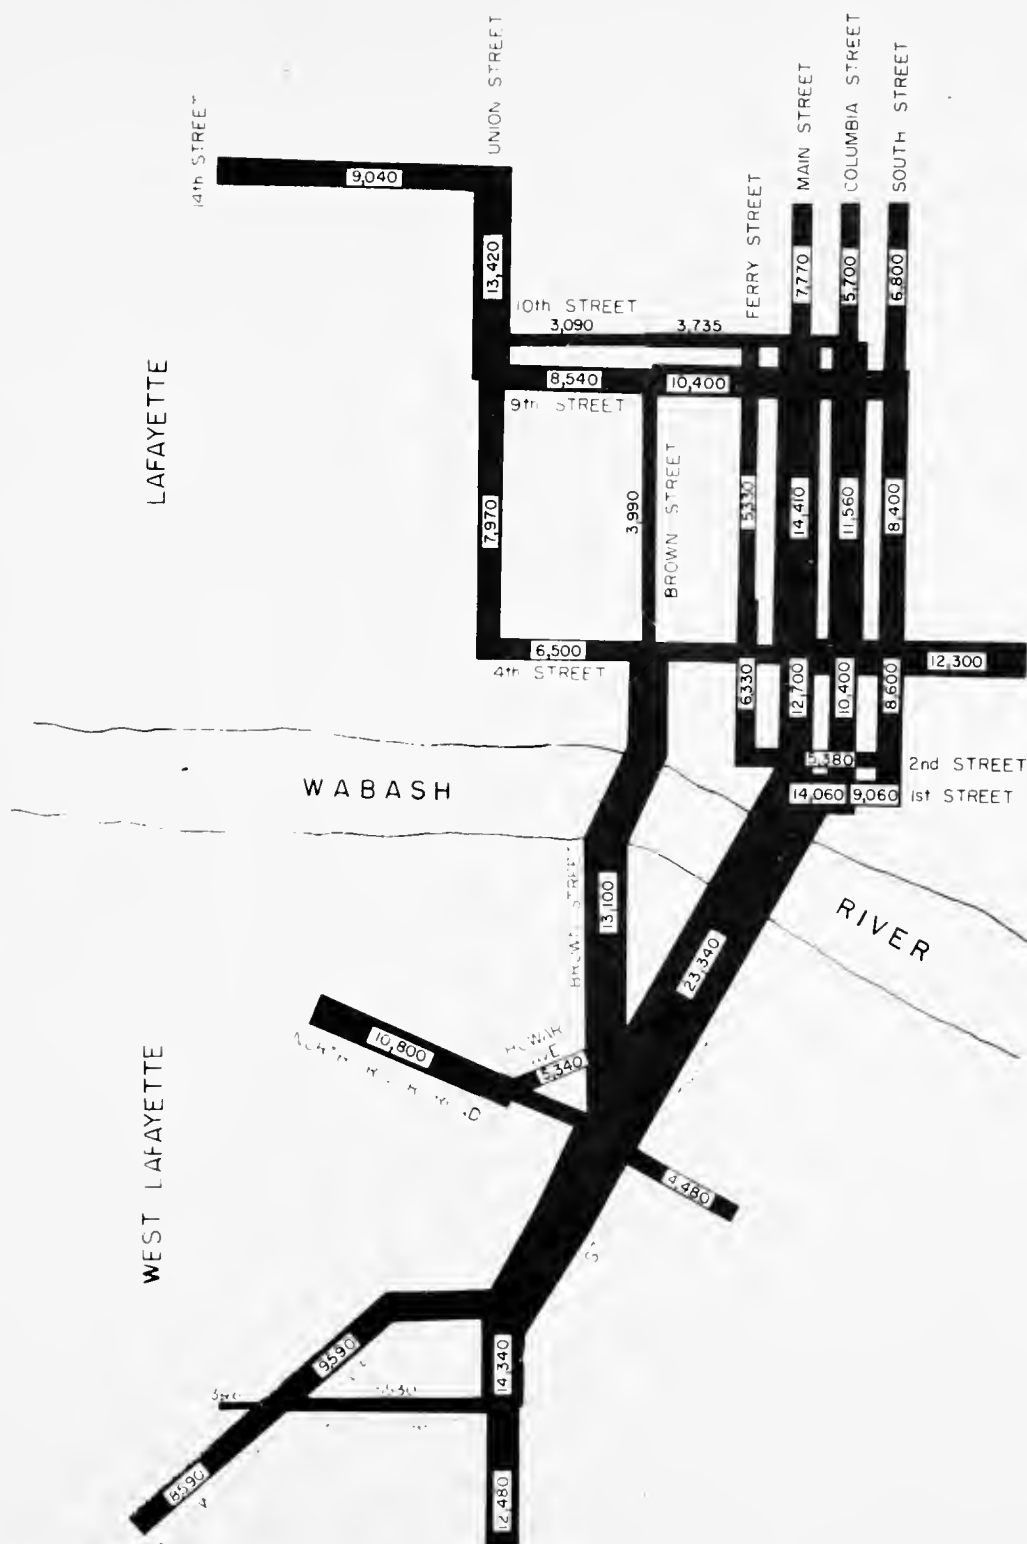 UNION STREET
14th STREET
MAIN STREET
COLUMBIA STREET
SOUTH STREET
FERRY STREET
9,040
13,420
7,770
5,700
6,800
10th STREET
3,090
3,735
8,540
10,400
9th STREET
LAFAYETTE
7,970
3,990
BROWN STREET
5,330
14,410
11,560
8,400
6,500
4th STREET
12,300
6,330
12,700
10,400
8,600
5,380
2nd STREET
14,060
9,060
1st STREET
WABASH
RIVER
BROWN STREET
13,100
23,340
10,800
5,340
4,480
WEST LAFAYETTE
9,590
14,340
8,590
12,480